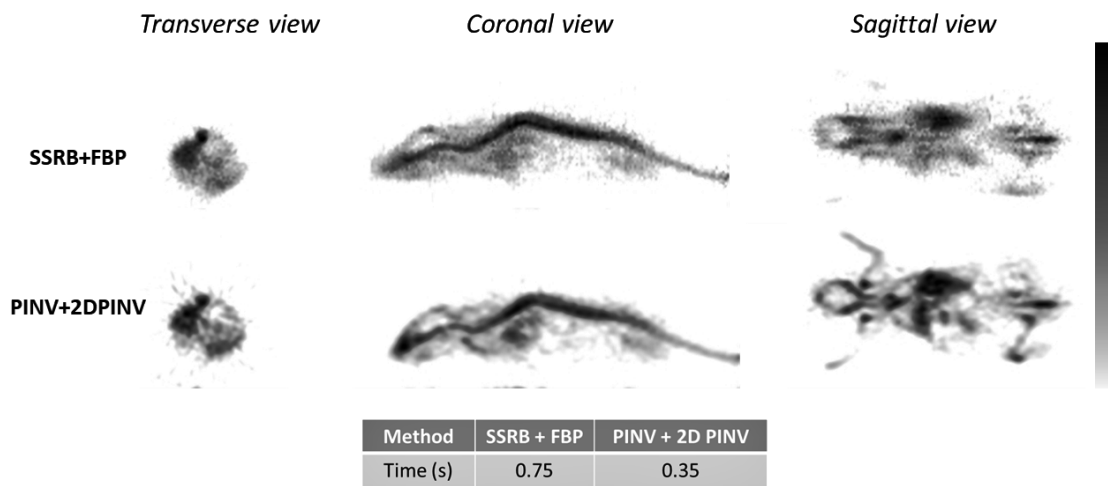 Transverse view Coronal view Sagittal view
SSRB+FBP
PINV+2DPINV
Method SSRB + FBP PINV + 2D PINV
Time (s) 0.75 0.35